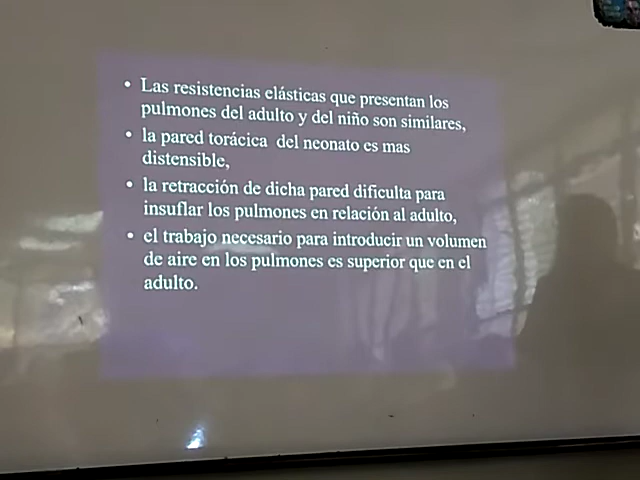 • Las resistencias elásticas que presentan los
pulmones del adulto y del niño son similares,
• la pared torácica del neonato es mas
distensible,
• la retracción de dicha pared dificulta para
insuflar los pulmones en relación al adulto,
• el trabajo necesario para introducir un volumen
de aire en los pulmones es superior que en el
adulto.